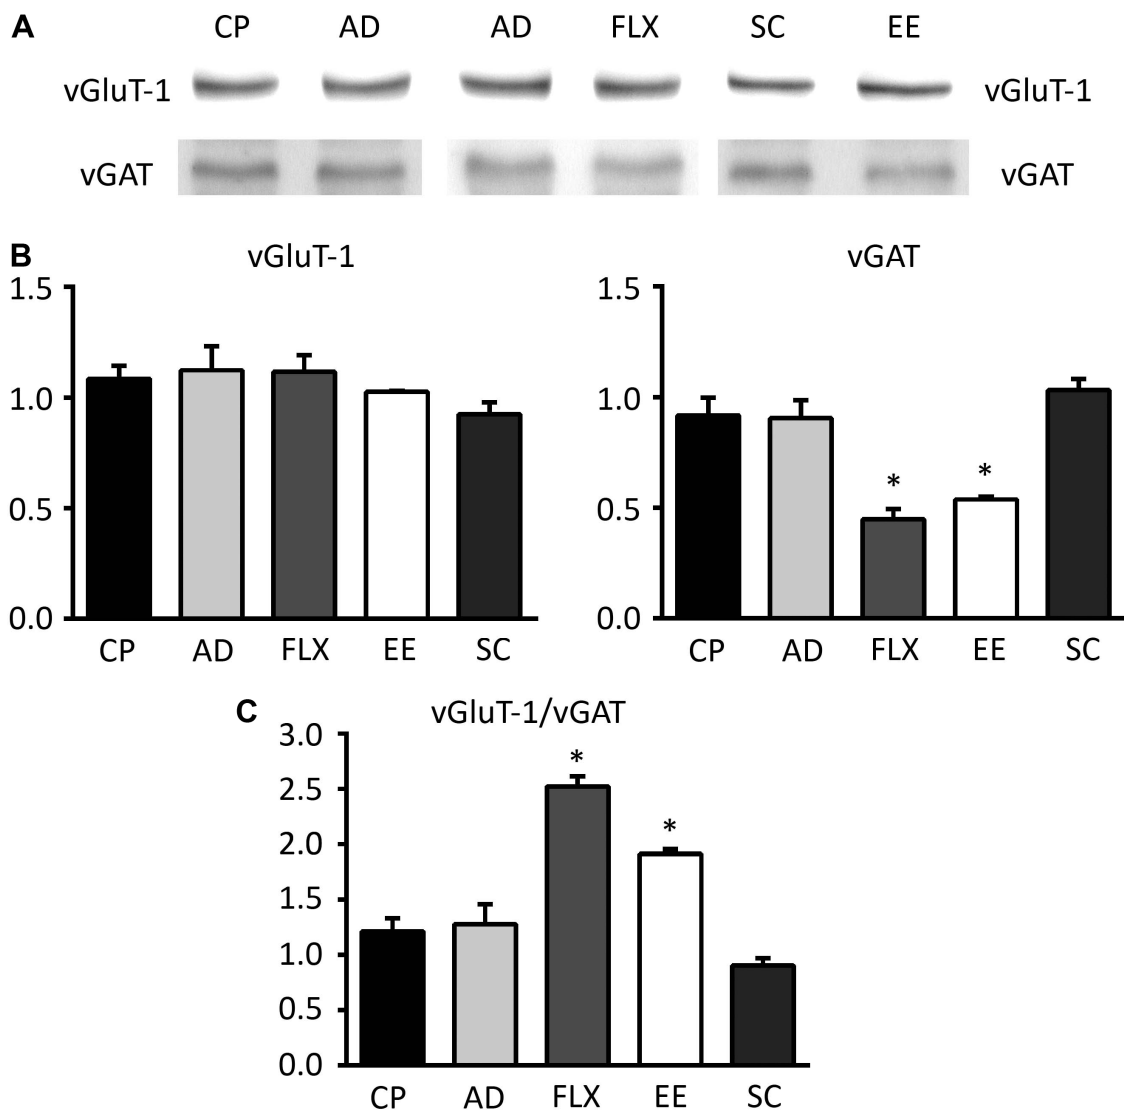 A CP AD AD FLX SC EE
vGluT-1 vGluT-1
vGAT vGAT
B vGluT-1
1.5
1.0
0.5
0.0
CP AD FLX EE SC
vGAT
1.5
1.0
0.5
0.0
* *
CP AD FLX EE SC
C vGluT-1/vGAT
3.0
2.5
2.0
1.5
1.0
0.5
0.0
* *
CP AD FLX EE SC